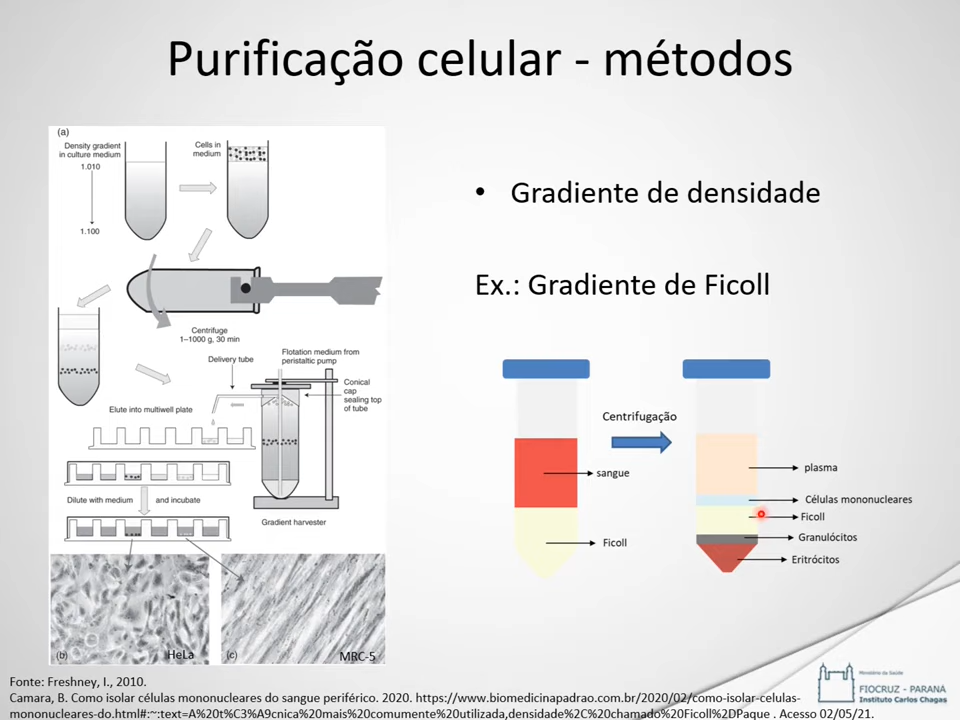 Purificação celular - métodos
(a)
Density gradient
in culture medium
1.010
1.100
Cells in
medium
Centrifuge
1–1000 g, 30 min
Delivery tube
Flotation medium from
peristaltic pump
Conical
cap
sealing top
of tube
Elute into multiwell plate
Dilute with medium
and incubate
Gradient harvester
(b)
HeLa
(c)
MRC-5
• Gradiente de densidade
Ex.: Gradiente de Ficoll
Centrifugação
sangue
Ficoll
plasma
Células mononucleares
Ficoll
Granulócitos
Eritrócitos
Fonte: Freshney, I., 2010.
Camara, B. Como isolar células mononucleares do sangue periférico. 2020. https://www.biomedicinapadrao.com.br/2020/02/como-isolar-celulas-
mononucleares-do.html#:~:text=A%20t%C3%A9cnica%20mais%20comumente%20utilizada,densidade%2C%20chamado%20Ficoll%2DPaque . Acesso 02/05/21.
Ministério da Saúde
FIOCRUZ - PARANÁ
Instituto Carlos Chagas